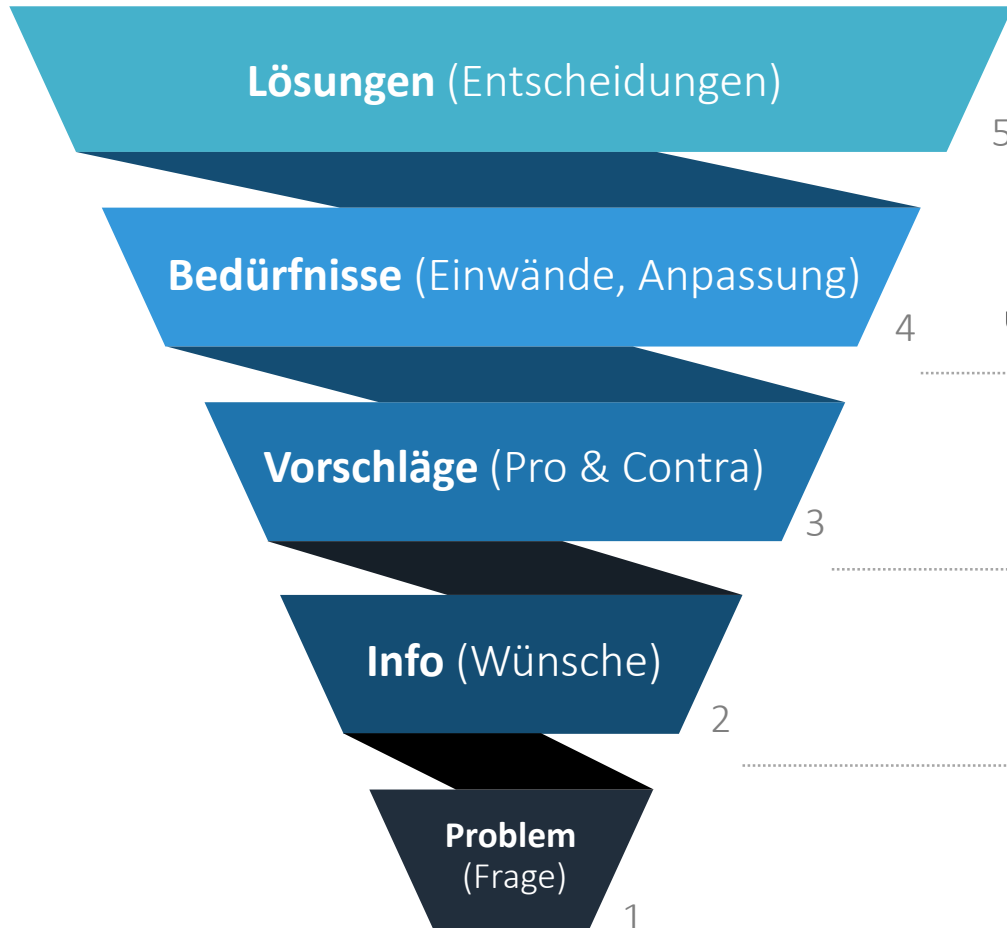 Lösungen (Entscheidungen)
5
Bedürfnisse (Einwände, Anpassung)
4
Vorschläge (Pro & Contra)
3
Info (Wünsche)
2
Problem
(Frage)
1